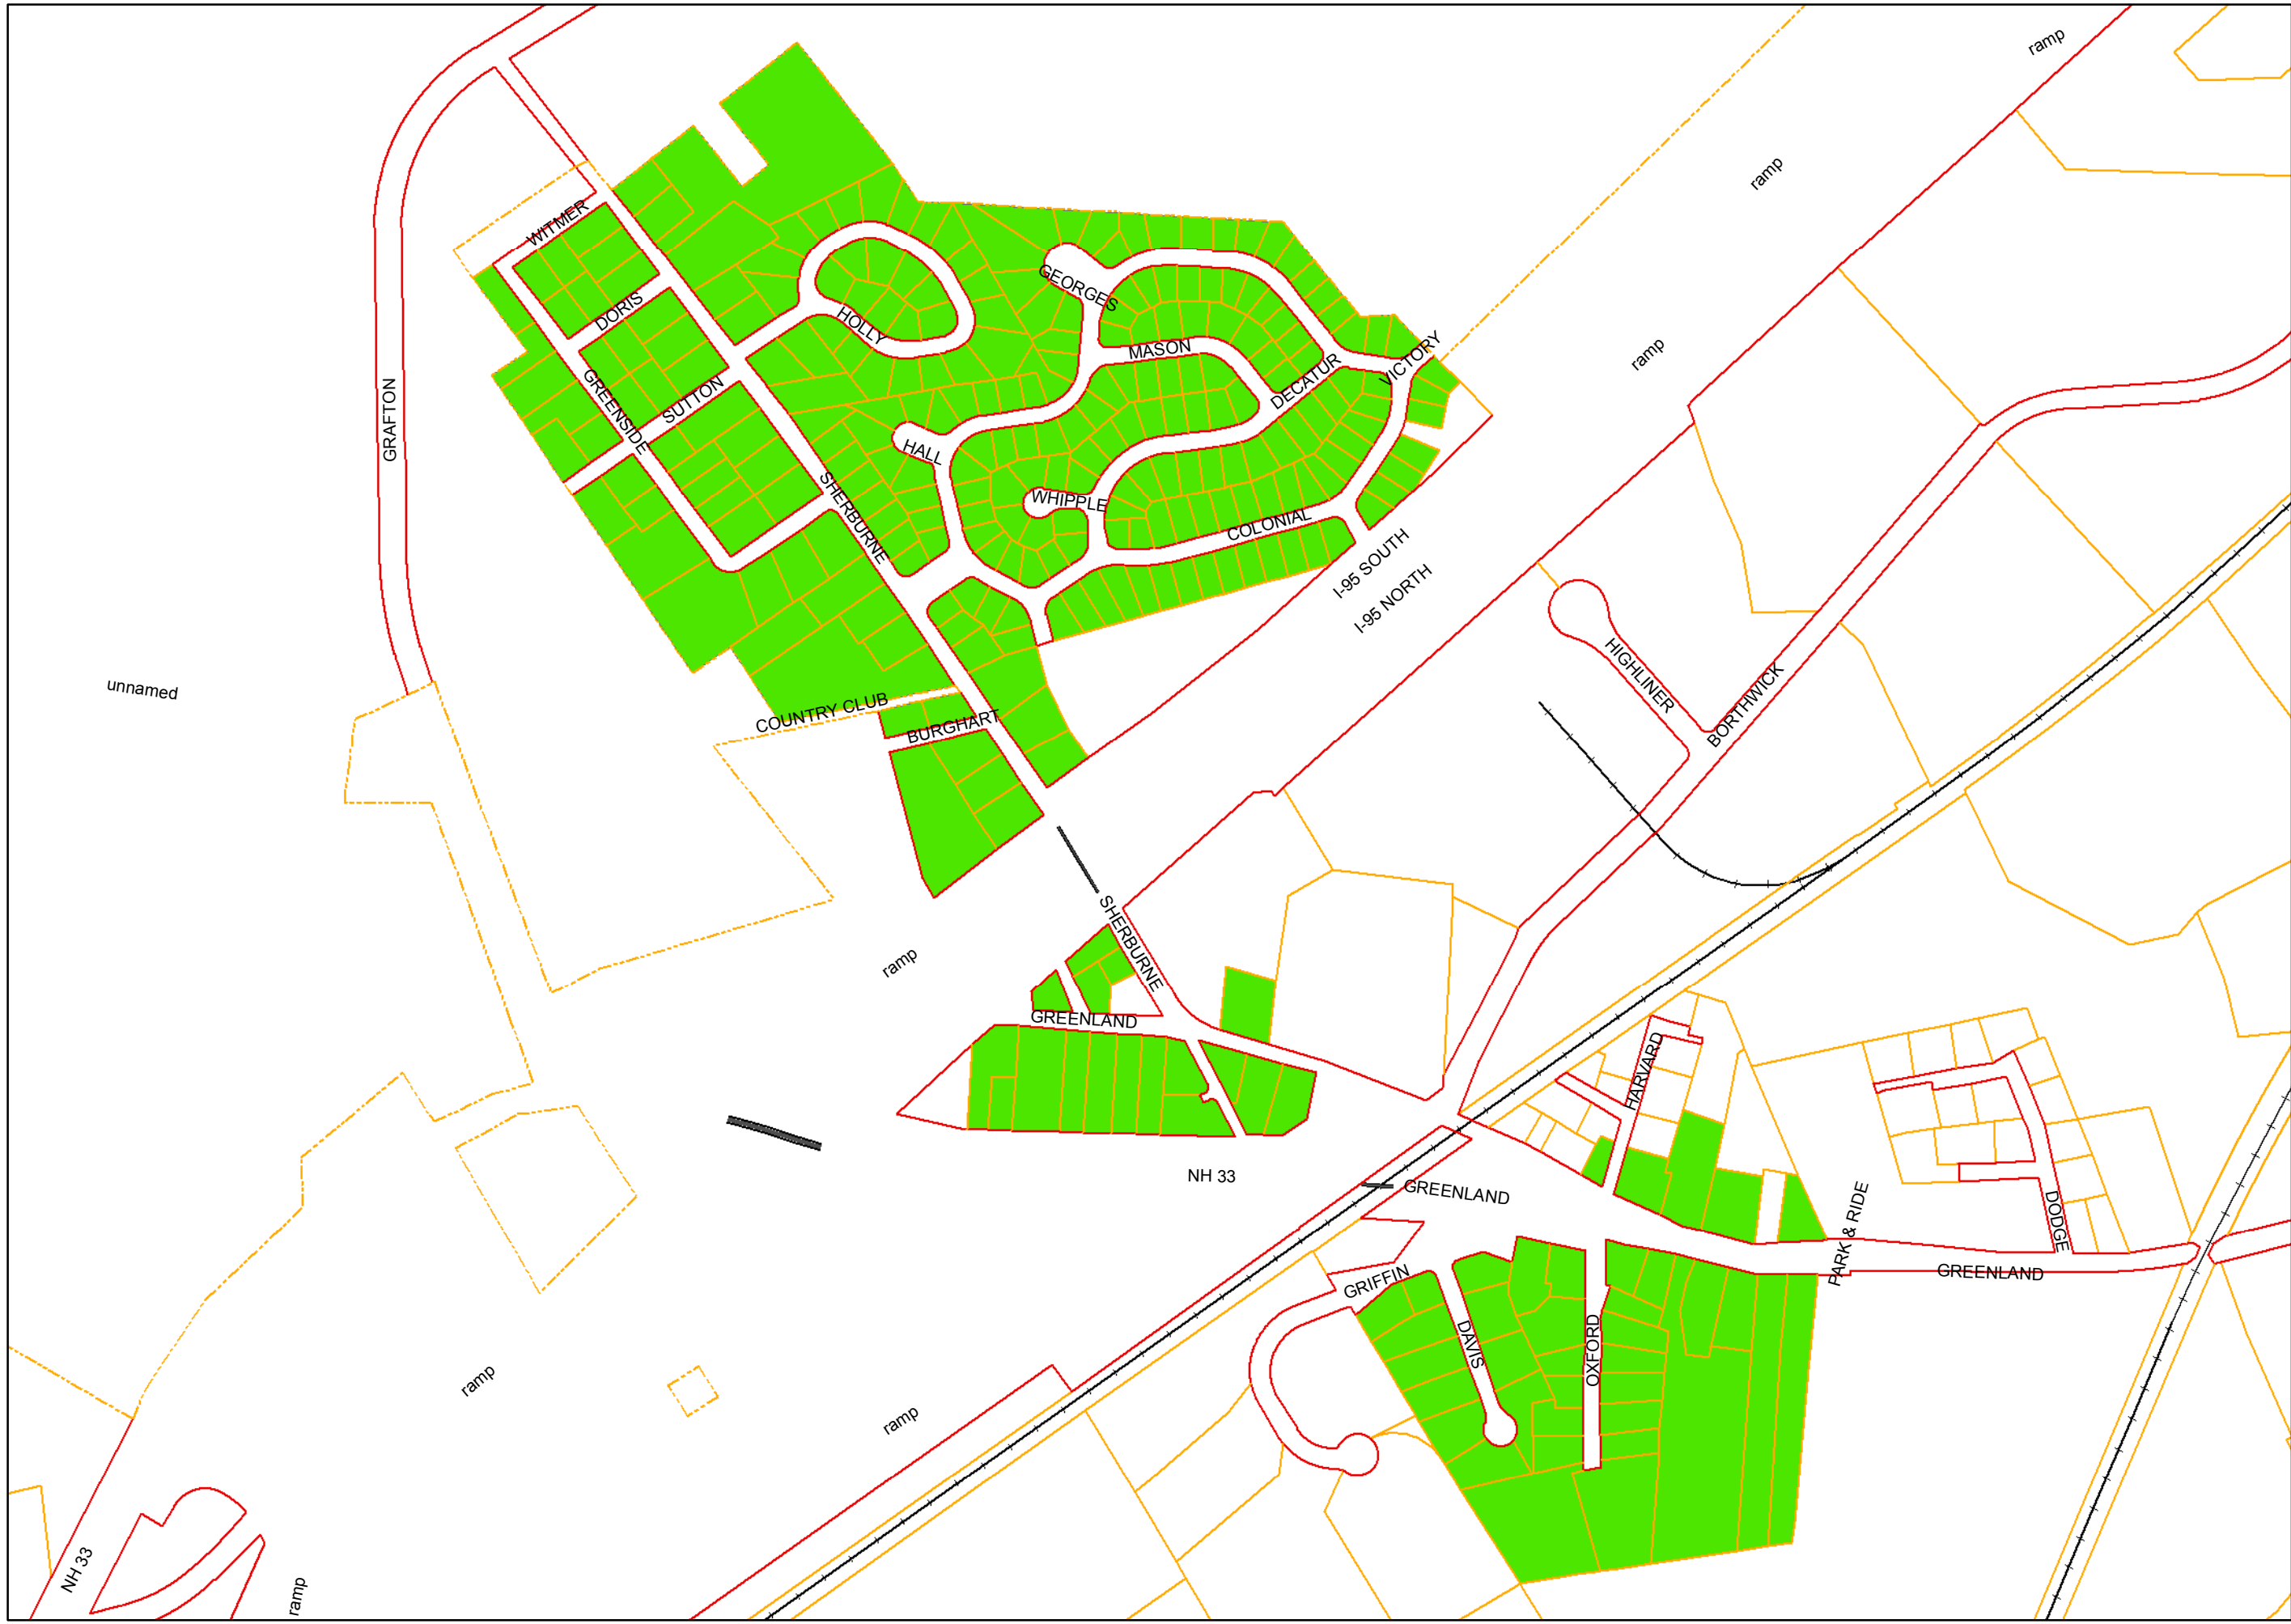 ramp
ramp
WITMER
GEORGES
DORIS
HOLLY
MASON
ramp
VICTORY
DECATUR
GRAFTON
GREENSIDE
SUTTON
HALL
SHERBURNE
WHIPPLE
COLONIAL
I-95 SOUTH
I-95 NORTH
unnamed
HIGHLINER
BORTHWICK
COUNTRY CLUB
BURGHART
SHERBURNE
ramp
GREENLAND
HARVARD
NH 33
GREENLAND
PARK & RIDE
DODGE
GREENLAND
GRIFFIN
DAVIS
OXFORD
ramp
ramp
NH 33
ramp